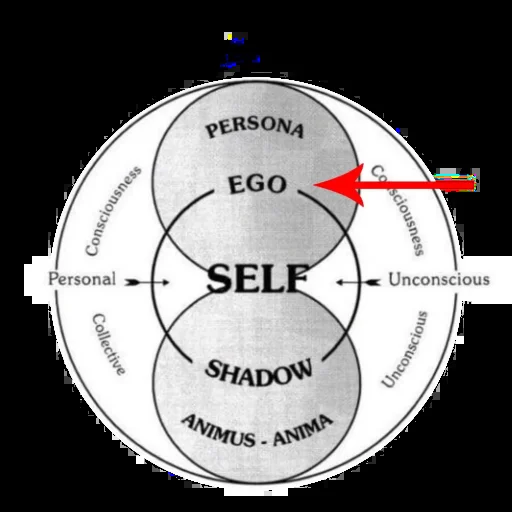 PERSONA
EGO
Consciousness
Consciousness
Personal
SELF
Unconscious
Collective
Unconscious
SHADOW
ANIMUS - ANIMA